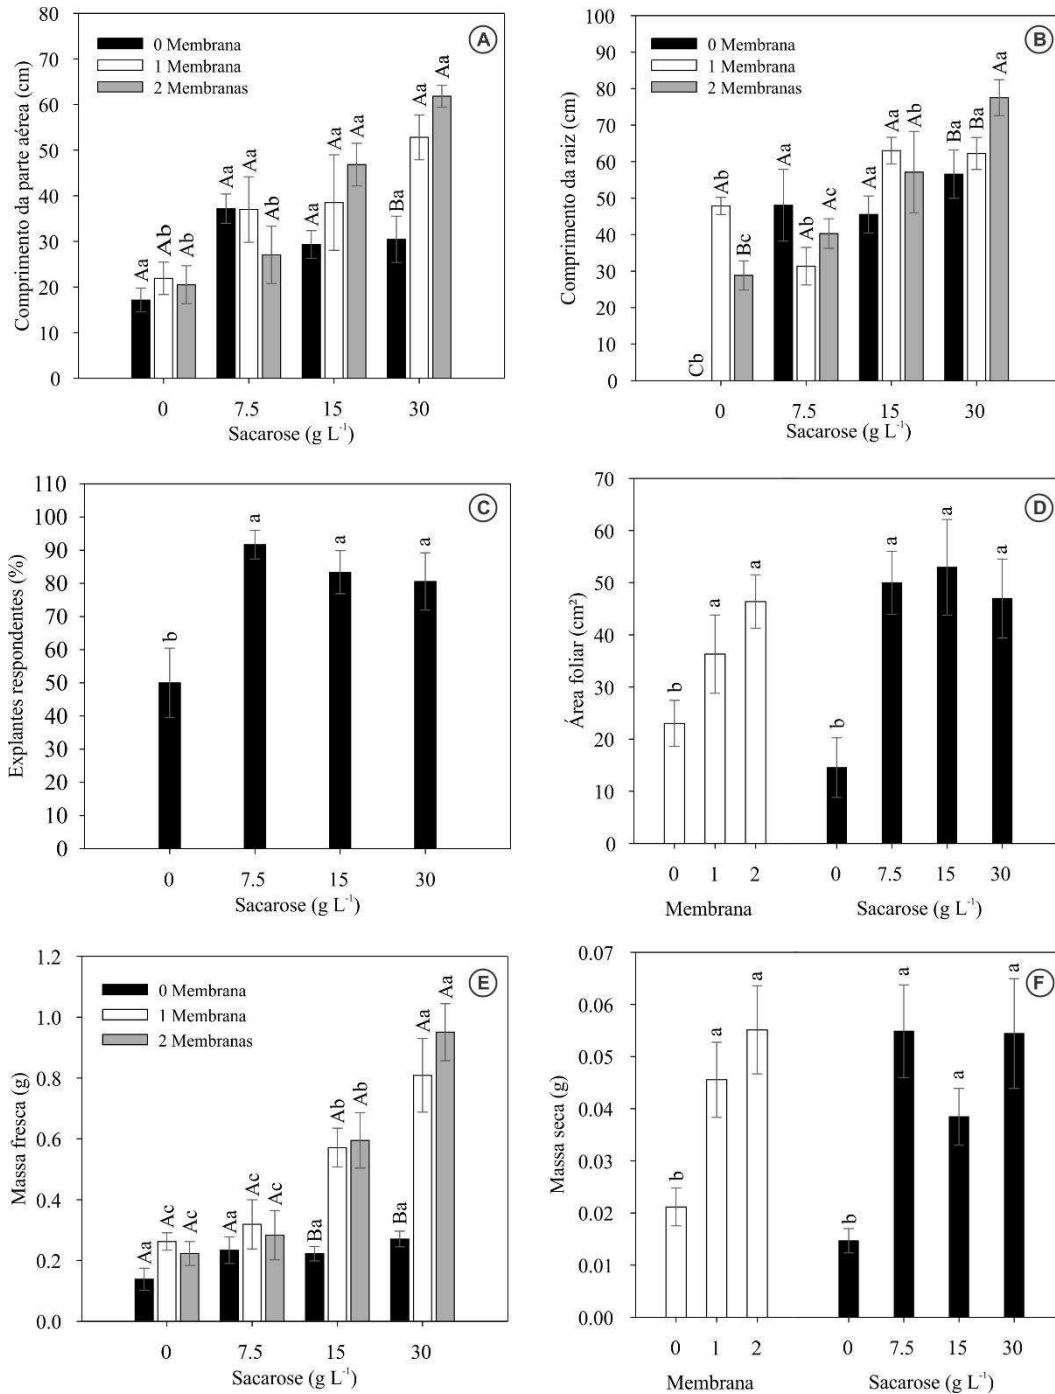 A
0 Membrana
1 Membrana
2 Membranas
Comprimento da parte aérea (cm)
80
70
60
50
40
30
20
10
0
Aa
Ab
Ab
Aa
Aa
Ab
Aa
Aa
Aa
Ba
Aa
Aa
0 7.5 15 30
Sacarose (g L⁻¹)
B
0 Membrana
1 Membrana
2 Membranas
Comprimento da raiz (cm)
100
90
80
70
60
50
40
30
20
10
0
Cb
Ab
Bc
Aa
Ab
Ac
Aa
Aa
Ab
Ba
Ba
Aa
0 7.5 15 30
Sacarose (g L⁻¹)
C
Explantes respondentes (%)
110
100
90
80
70
60
50
40
30
20
10
0
b
a
a
a
0 7.5 15 30
Sacarose (g L⁻¹)
D
Área foliar (cm²)
70
60
50
40
30
20
10
0
b
a
a
b
a
a
a
0 1 2 0 7.5 15 30
Membrana Sacarose (g L⁻¹)
E
0 Membrana
1 Membrana
2 Membranas
Massa fresca (g)
1.2
1.0
0.8
0.6
0.4
0.2
0.0
Aa
Ac
Ac
Aa
Ac
Ac
Ba
Ab
Ab
Ba
Aa
Aa
0 7.5 15 30
Sacarose (g L⁻¹)
F
Massa seca (g)
0.07
0.06
0.05
0.04
0.03
0.02
0.01
0.00
b
a
a
b
a
a
a
0 1 2 0 7.5 15 30
Membrana Sacarose (g L⁻¹)